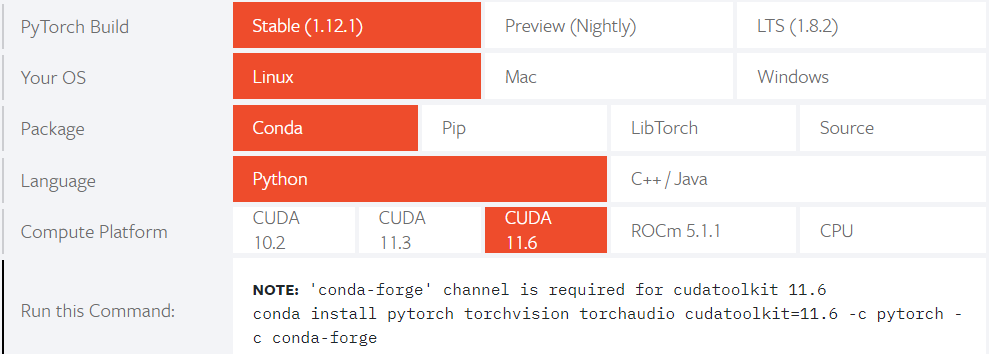 PyTorch Build Stable (1.12.1) Preview (Nightly) LTS (1.8.2)
Your OS Linux Mac Windows
Package Conda Pip LibTorch Source
Language Python C++ / Java
Compute Platform CUDA 10.2 CUDA 11.3 CUDA 11.6 ROCm 5.1.1 CPU
Run this Command:
NOTE: 'conda-forge' channel is required for cudatoolkit 11.6
conda install pytorch torchvision torchaudio cudatoolkit=11.6 -c pytorch -
c conda-forge